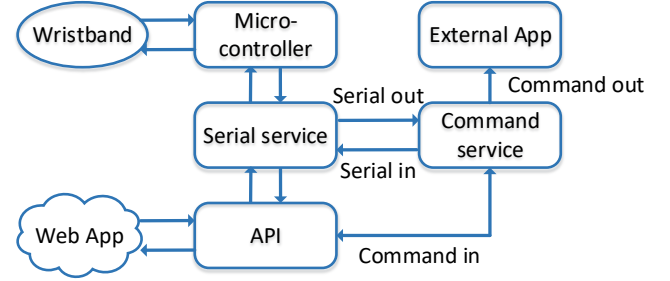 Wristband
Micro-
controller
External App
Serial out
Command out
Serial service
Command
service
Serial in
Web App
API
Command in